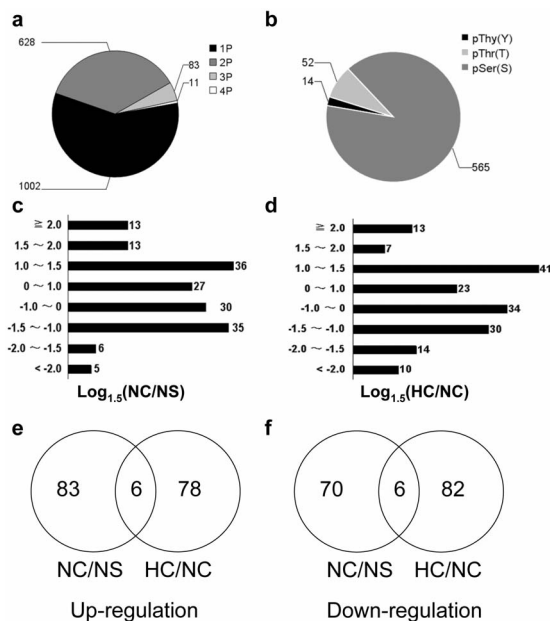 a
628
83
11
1002
1P
2P
3P
4P
b
52
14
565
pThy(Y)
pThr(T)
pSer(S)
c
≧ 2.0 13
1.5 ~ 2.0 13
1.0 ~ 1.5 36
0 ~ 1.0 27
-1.0 ~ 0 30
-1.5 ~ -1.0 35
-2.0 ~ -1.5 6
< -2.0 5
Log1.5(NC/NS)
d
≧ 2.0 13
1.5 ~ 2.0 7
1.0 ~ 1.5 41
0 ~ 1.0 23
-1.0 ~ 0 34
-1.5 ~ -1.0 30
-2.0 ~ -1.5 14
< -2.0 10
Log1.5(HC/NC)
e
83 6 78
NC/NS HC/NC
Up-regulation
f
70 6 82
NC/NS HC/NC
Down-regulation